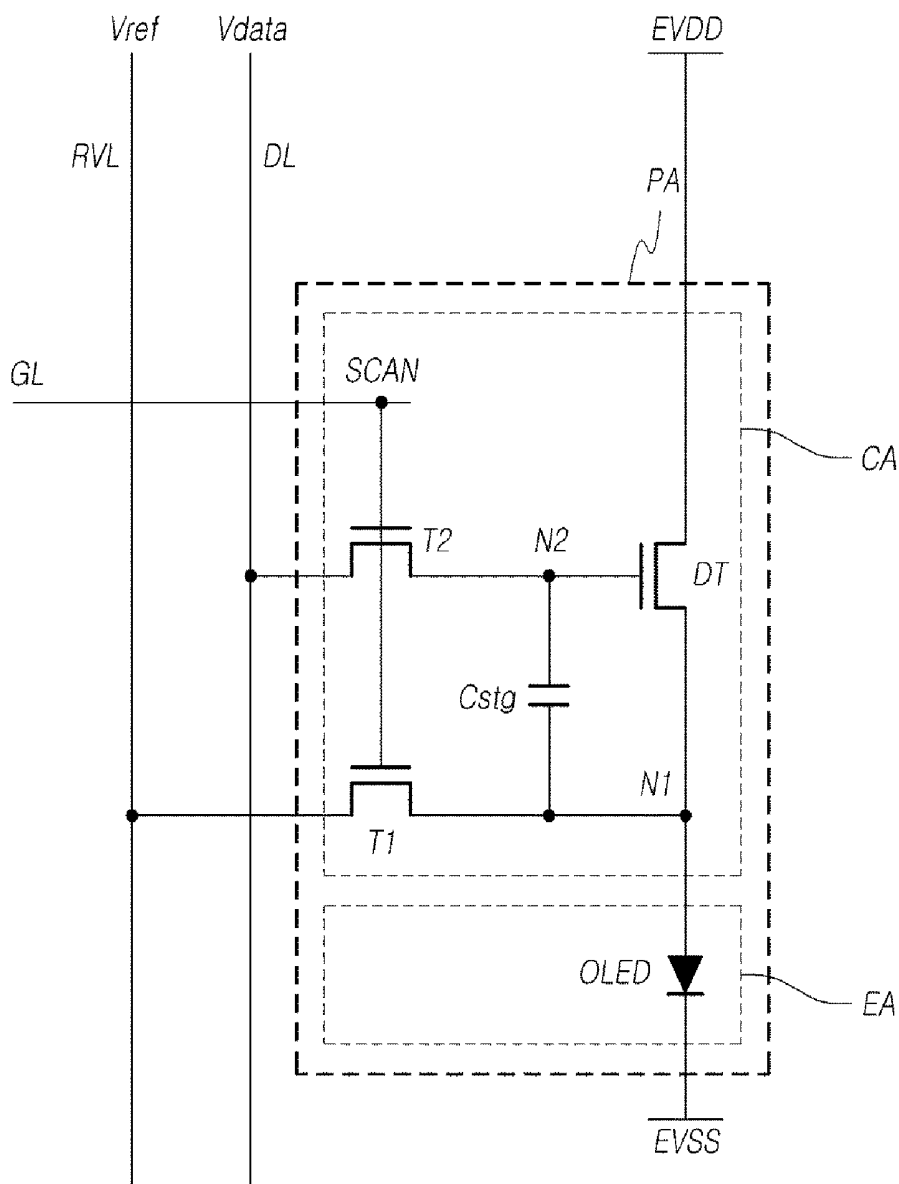 Vref
Vdata
EVDD
RVL
DL
PA
GL
SCAN
CA
T2
N2
DT
Cstg
N1
T1
OLED
EA
EVSS